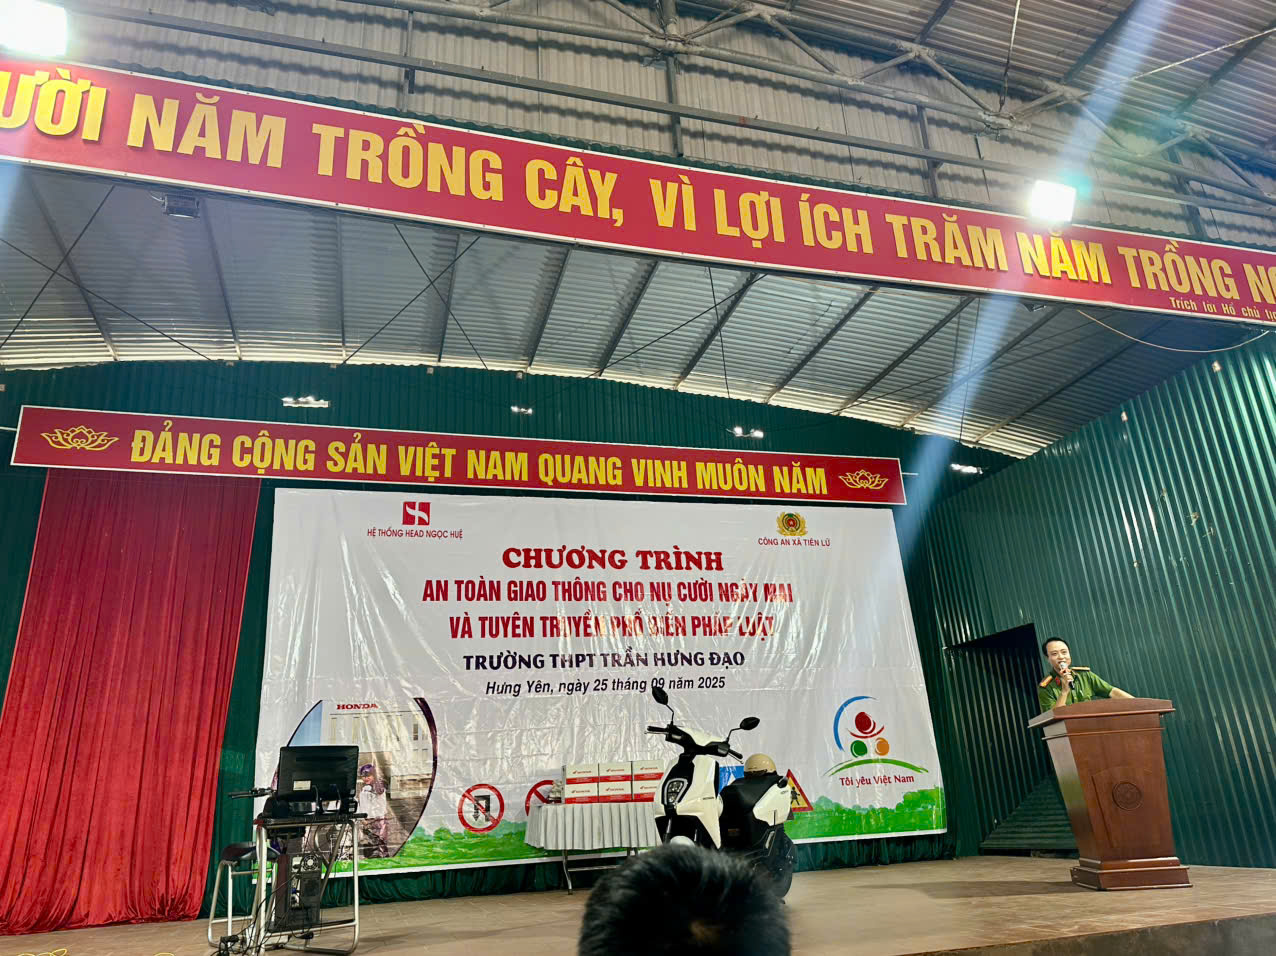 ƯỜI NĂM TRỒNG CÂY, VÌ LỢI ÍCH TRĂM NĂM TRỒNG
Trích lời Hồ chủ
ĐẢNG CỘNG SẢN VIỆT NAM QUANG VINH MUÔN NĂM
HỆ THỐNG HEAD NGỌC HUỆ
CÔNG AN XÃ TIÊN LỮ
CHƯƠNG TRÌNH
AN TOÀN GIAO THÔNG CHO NỤ CƯỜI NGÀY MAI
VÀ TUYÊN TRUYỀN PHỔ BIẾN PHÁP LUẬT
TRƯỜNG THPT TRẦN HƯNG ĐẠO
Hưng Yên, ngày 25 tháng 09 năm 2025
HONDA
Tôi yêu Việt Nam